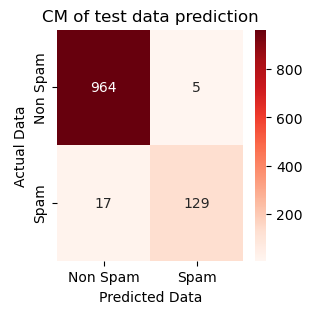 CM of test data prediction
Actual Data
Non Spam
Spam
964
5
17
129
800
600
400
200
Non Spam
Spam
Predicted Data